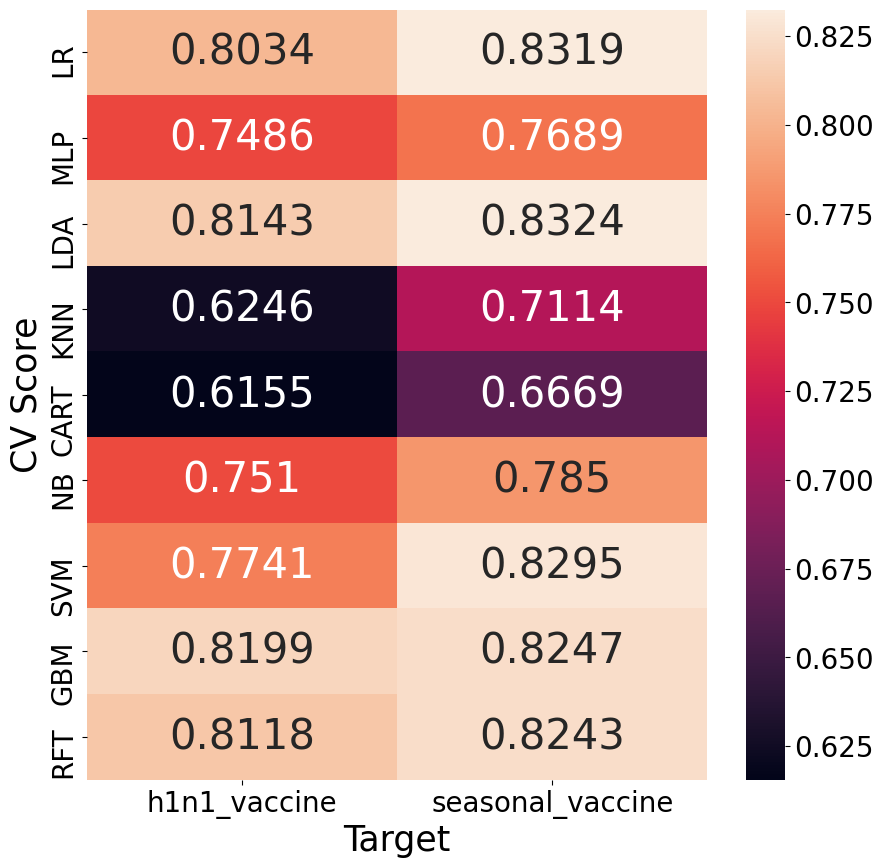 LR 0.8034 0.8319
MLP 0.7486 0.7689
LDA 0.8143 0.8324
KNN 0.6246 0.7114
CART 0.6155 0.6669
NB 0.751 0.785
SVM 0.7741 0.8295
GBM 0.8199 0.8247
RFT 0.8118 0.8243
CV Score
h1n1_vaccine seasonal_vaccine
Target
0.825
0.800
0.775
0.750
0.725
0.700
0.675
0.650
0.625